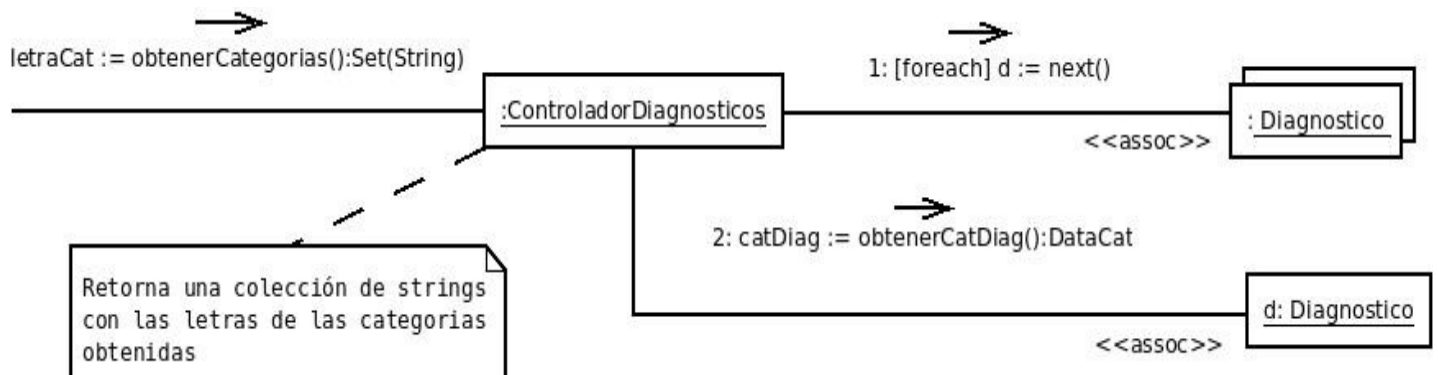 letraCat := obtenerCategorias():Set(String)
1: [foreach] d := next()
:ControladorDiagnosticos
: Diagnostico
<<assoc>>
2: catDiag := obtenerCatDiag():DataCat
Retorna una colección de strings
con las letras de las categorias
obtenidas
d: Diagnostico
<<assoc>>